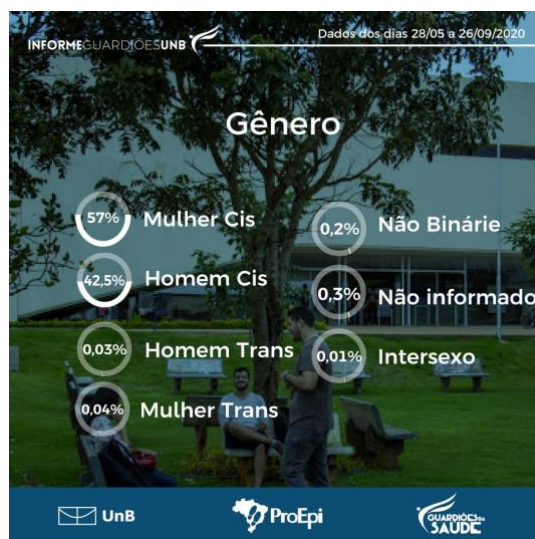 INFORMEGUARDIÕESUNB
Dados dos dias 28/05 a 26/09/2020
Gênero
57% Mulher Cis
42,5% Homem Cis
0,03% Homem Trans
0,04% Mulher Trans
0,2% Não Binárie
0,3% Não informado
0,01% Intersexo
UnB
ProEpi
GUARDIÕES DA
SAÚDE